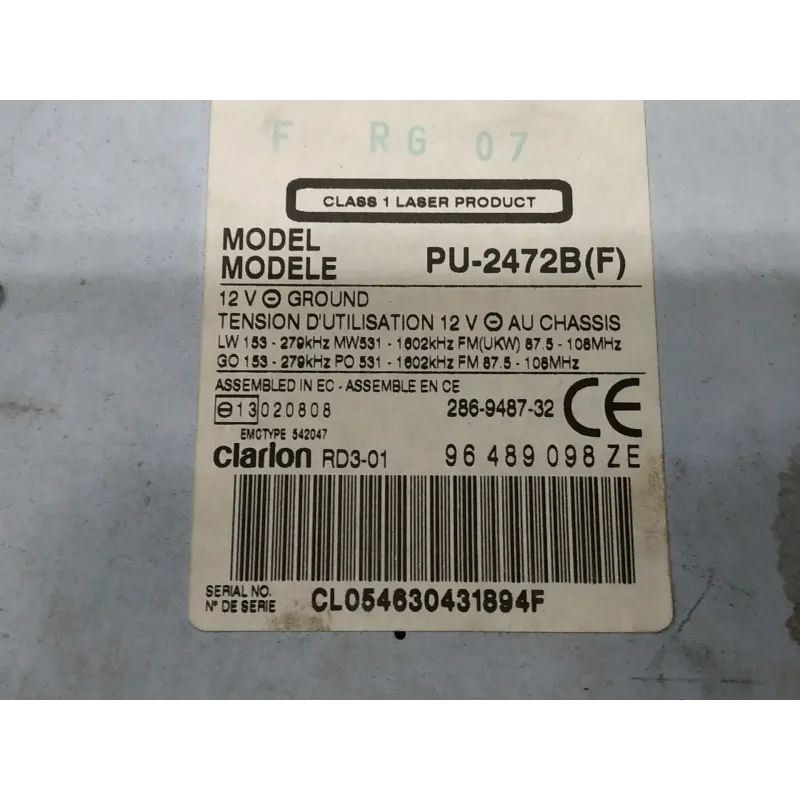 F RG 07
CLASS 1 LASER PRODUCT
MODEL
MODELE
PU-2472B(F)
12 V ⊖ GROUND
TENSION D'UTILISATION 12 V ⊖ AU CHASSIS
LW 153 - 279kHz MW531 - 1602kHz FM(UKW) 87.5 - 108MHz
GO 153 - 279kHz PO 531 - 1602kHz FM 87.5 - 108MHz
ASSEMBLED IN EC - ASSEMBLE EN CE
⊖13020808
286-9487-32 CE
EMCTYPE 542047
clarion RD3-01
96 489 098 ZE
SERIAL NO.
N° DE SERIE
CL054630431894F